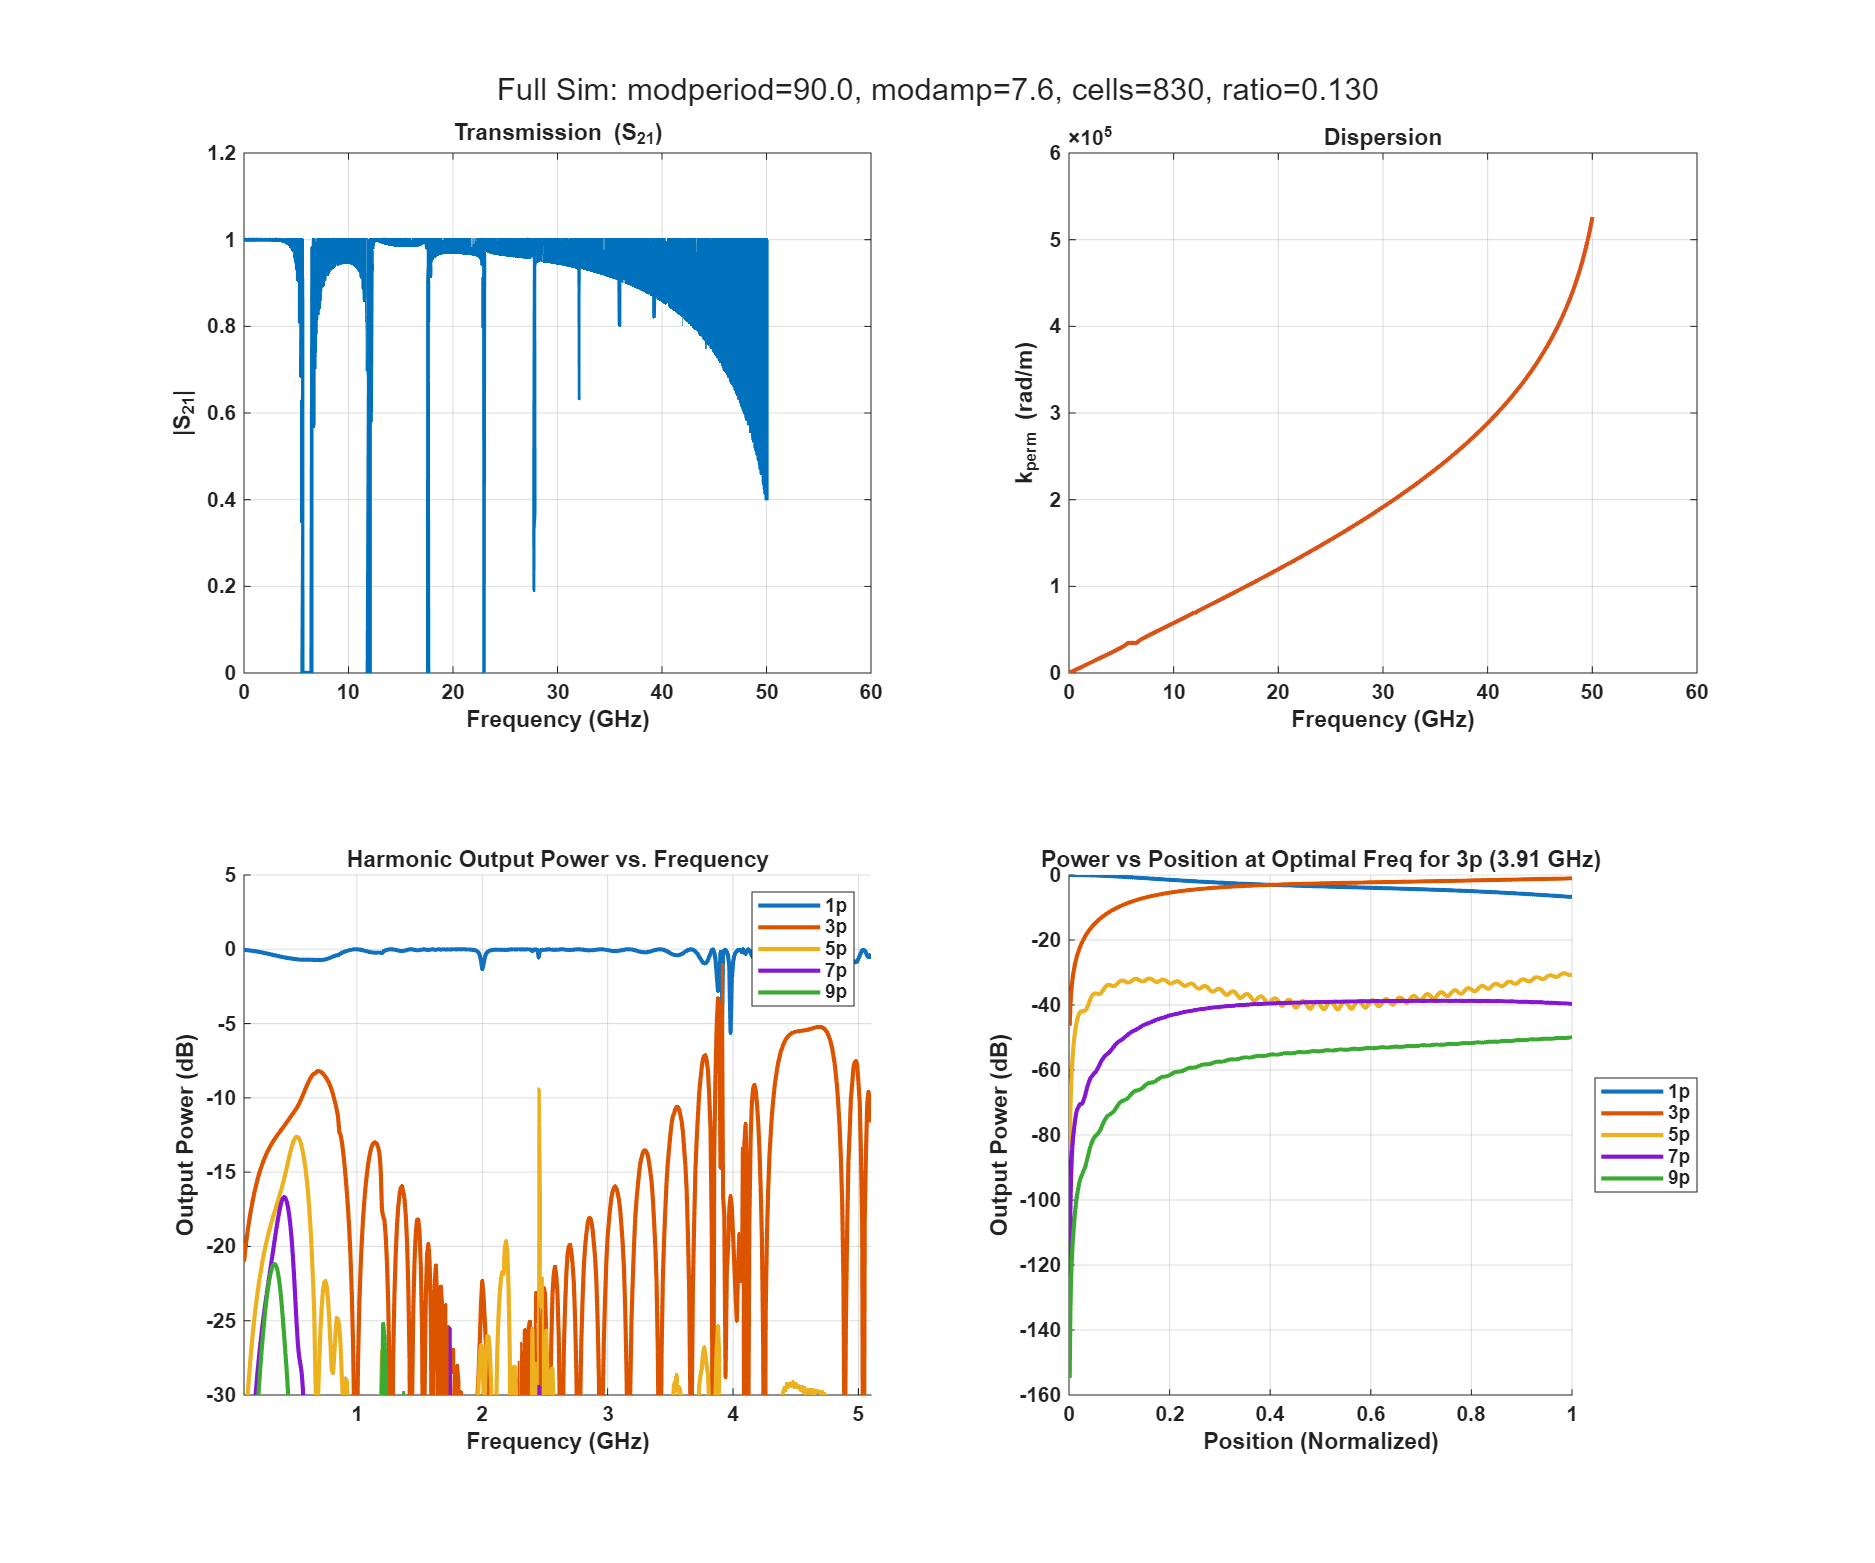 Full Sim: modperiod=90.0, modamp=7.6, cells=830, ratio=0.130
Transmission (S21)
1.2
1
0.8
0.6
0.4
0.2
0
0 10 20 30 40 50 60
|S21|
Frequency (GHz)
×10^5
Dispersion
6
5
4
3
2
1
0
0 10 20 30 40 50 60
kperm (rad/m)
Frequency (GHz)
Harmonic Output Power vs. Frequency
5
0
-5
-10
-15
-20
-25
-30
1 2 3 4 5
Output Power (dB)
Frequency (GHz)
1p
3p
5p
7p
9p
Power vs Position at Optimal Freq for 3p (3.91 GHz)
0
-20
-40
-60
-80
-100
-120
-140
-160
0 0.2 0.4 0.6 0.8 1
Output Power (dB)
Position (Normalized)
1p
3p
5p
7p
9p